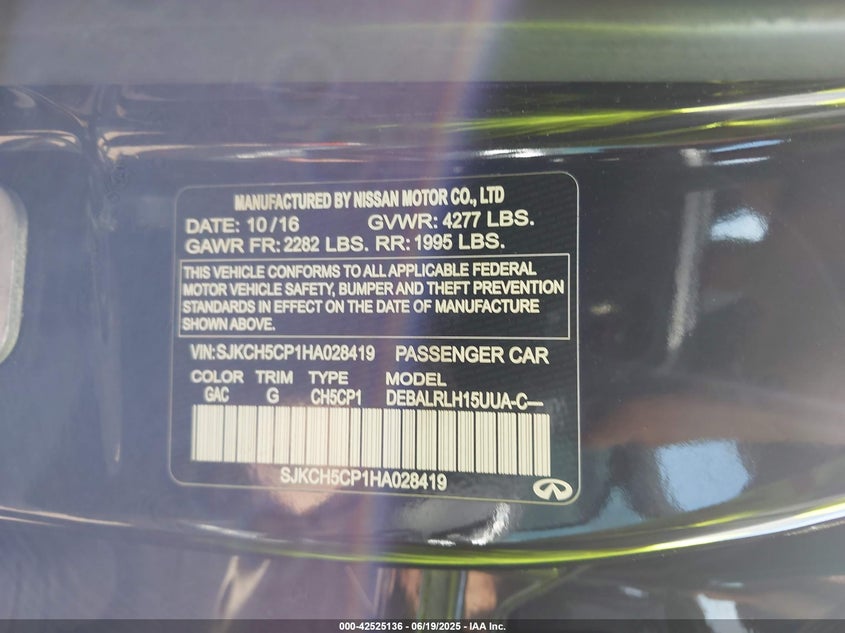 MANUFACTURED BY NISSAN MOTOR CO., LTD
DATE: 10/16 GVWR: 4277 LBS.
GAWR FR: 2282 LBS. RR: 1995 LBS.
THIS VEHICLE CONFORMS TO ALL APPLICABLE FEDERAL
MOTOR VEHICLE SAFETY, BUMPER AND THEFT PREVENTION
STANDARDS IN EFFECT ON THE DATE OF MANUFACTURE
SHOWN ABOVE.
VIN: SJKCH5CP1HA028419 PASSENGER CAR
COLOR TRIM TYPE MODEL
GAC G CH5CP1 DEBALRLH15UUA-C—
SJKCH5CP1HA028419
000-42525136 - 06/19/2025 - IAA Inc.